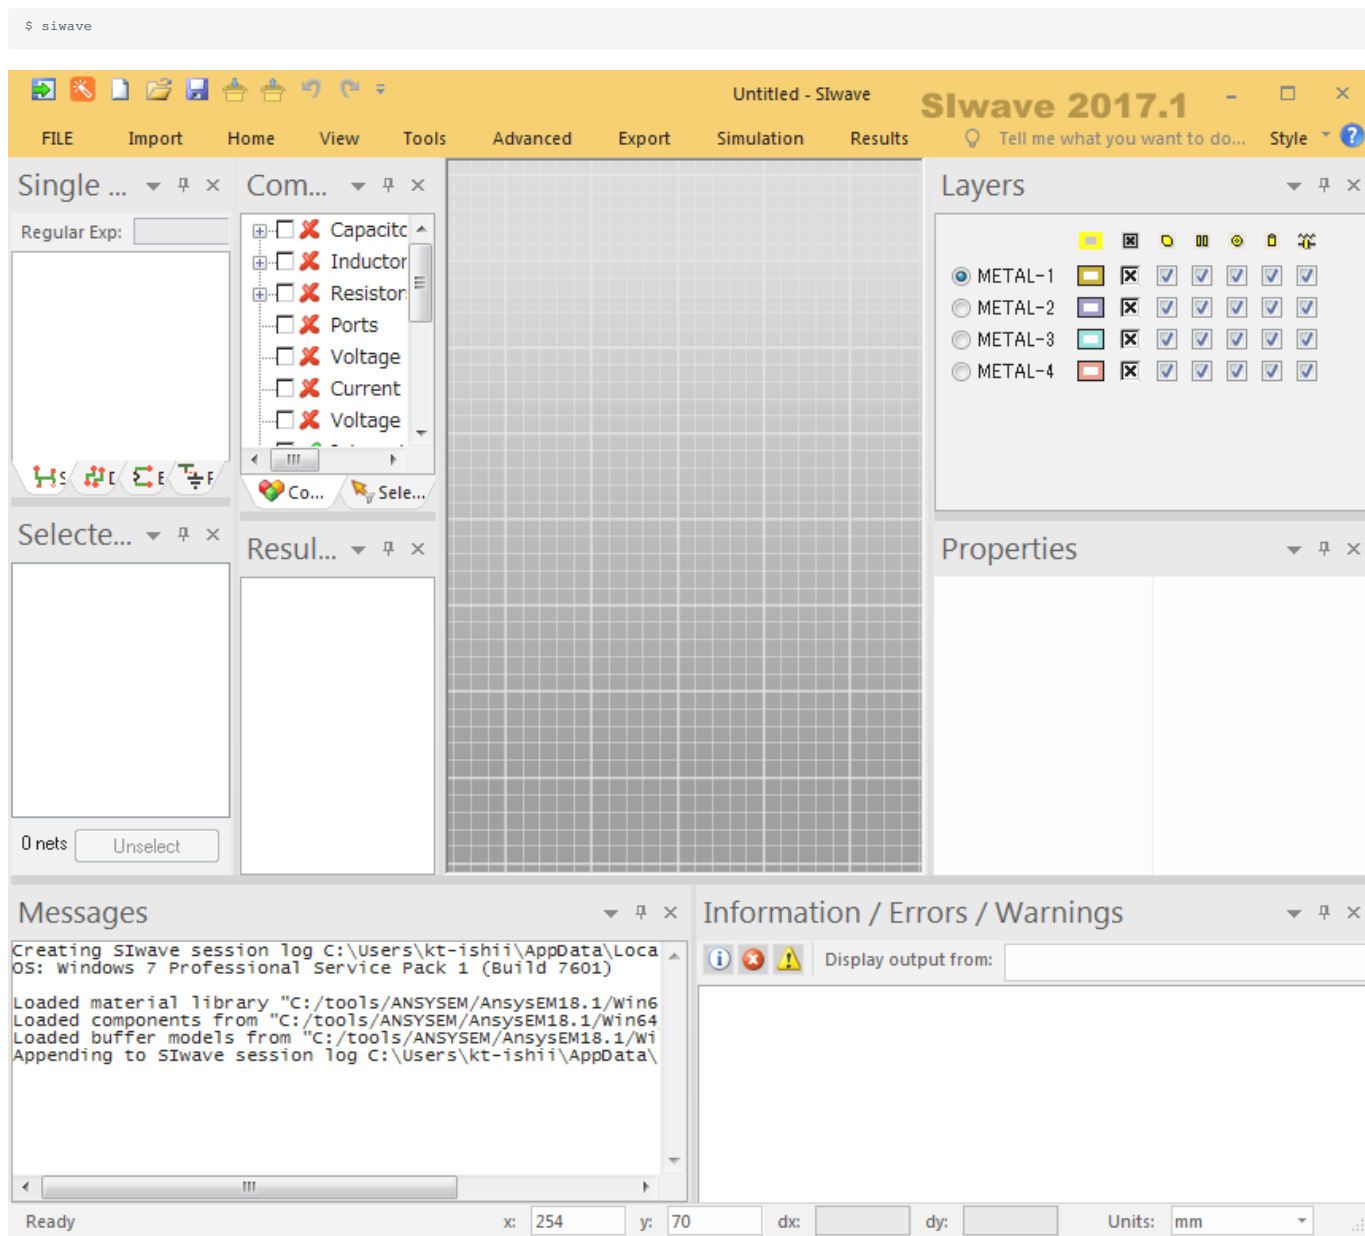 $ siwave
Untitled - SIwave
SIwave 2017.1
FILE Import Home View Tools Advanced Export Simulation Results Tell me what you want to do... Style
Single ...
Regular Exp:
S
E
F
Selecte...
0 nets
Unselect
Com...
Capacitc
Inductor
Resistor
Ports
Voltage
Current
Voltage
Co...
Sele...
Resul...
Layers
METAL-1
METAL-2
METAL-3
METAL-4
Properties
Messages
Creating SIwave session log C:\Users\kt-ishii\AppData\Loca
OS: Windows 7 Professional Service Pack 1 (Build 7601)
Loaded material library "C:/tools/ANSYSEM/AnsysEM18.1/Win6
Loaded components from "C:/tools/ANSYSEM/AnsysEM18.1/Win64
Loaded buffer models from "C:/tools/ANSYSEM/AnsysEM18.1/Wi
Appending to SIwave session log C:\Users\kt-ishii\AppData\
Information / Errors / Warnings
Display output from:
Ready x: 254 y: 70 dx: dy: Units: mm